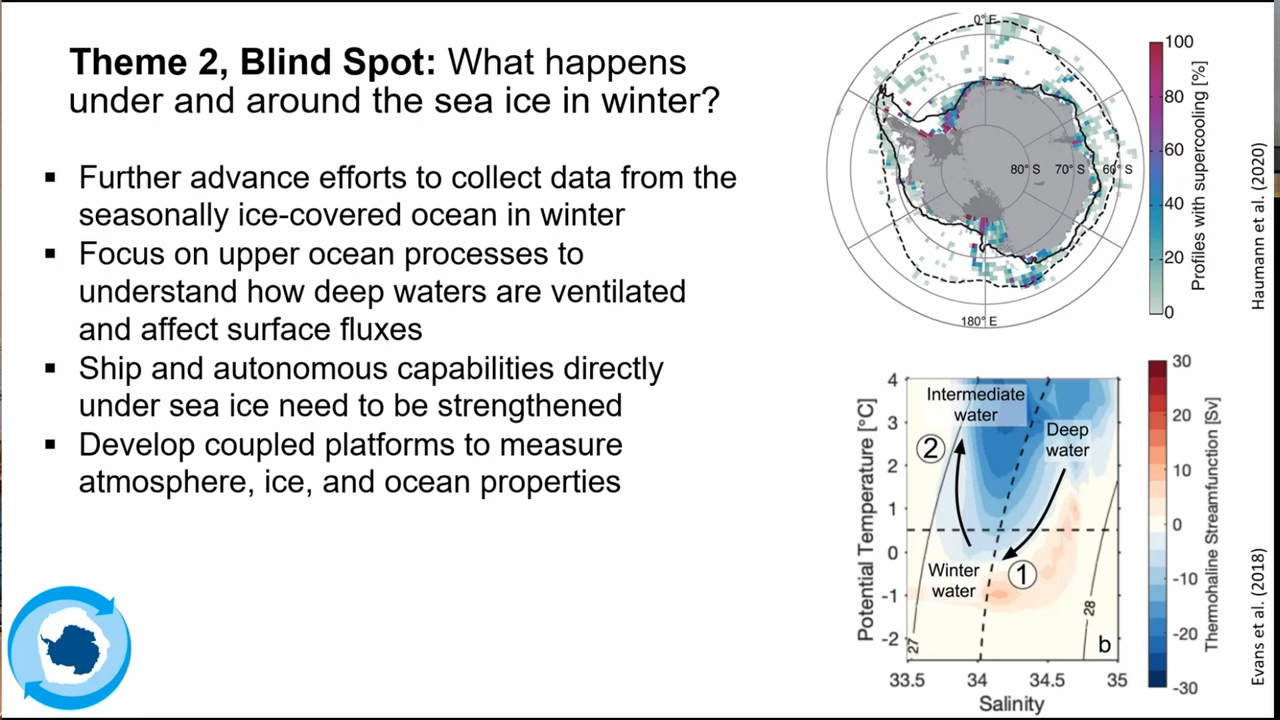 Theme 2, Blind Spot: What happens
under and around the sea ice in winter?
▪ Further advance efforts to collect data from the
seasonally ice-covered ocean in winter
▪ Focus on upper ocean processes to
understand how deep waters are ventilated
and affect surface fluxes
▪ Ship and autonomous capabilities directly
under sea ice need to be strengthened
▪ Develop coupled platforms to measure
atmosphere, ice, and ocean properties
0° E
80° S 70° S 60° S
180° E
100
80
60
40
20
0
Profiles with supercooling [%]
Haumann et al. (2020)
Potential Temperature [°C]
4
3
2
1
0
-1
-2
Intermediate
water
Deep
water
2
Winter
water
1
27
28
b
33.5 34 34.5 35
Salinity
30
20
10
0
-10
-20
-30
Thermohaline Streamfunction [Sv]
Evans et al. (2018)